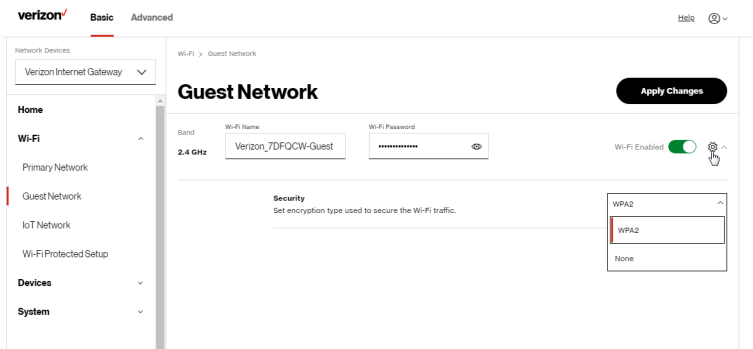 verizon✓
Basic Advanced
Help
Network Devices
Verizon Internet Gateway
Home
Wi-Fi
Primary Network
Guest Network
IoT Network
Wi-Fi Protected Setup
Devices
System
Wi-Fi > Guest Network
Guest Network
Apply Changes
Band
2.4 GHz
Wi-Fi Name
Verizon_7DFQCW-Guest
Wi-Fi Password
••••••••••••••
Wi-Fi Enabled
Security
Set encryption type used to secure the Wi-Fi traffic.
WPA2
WPA2
None